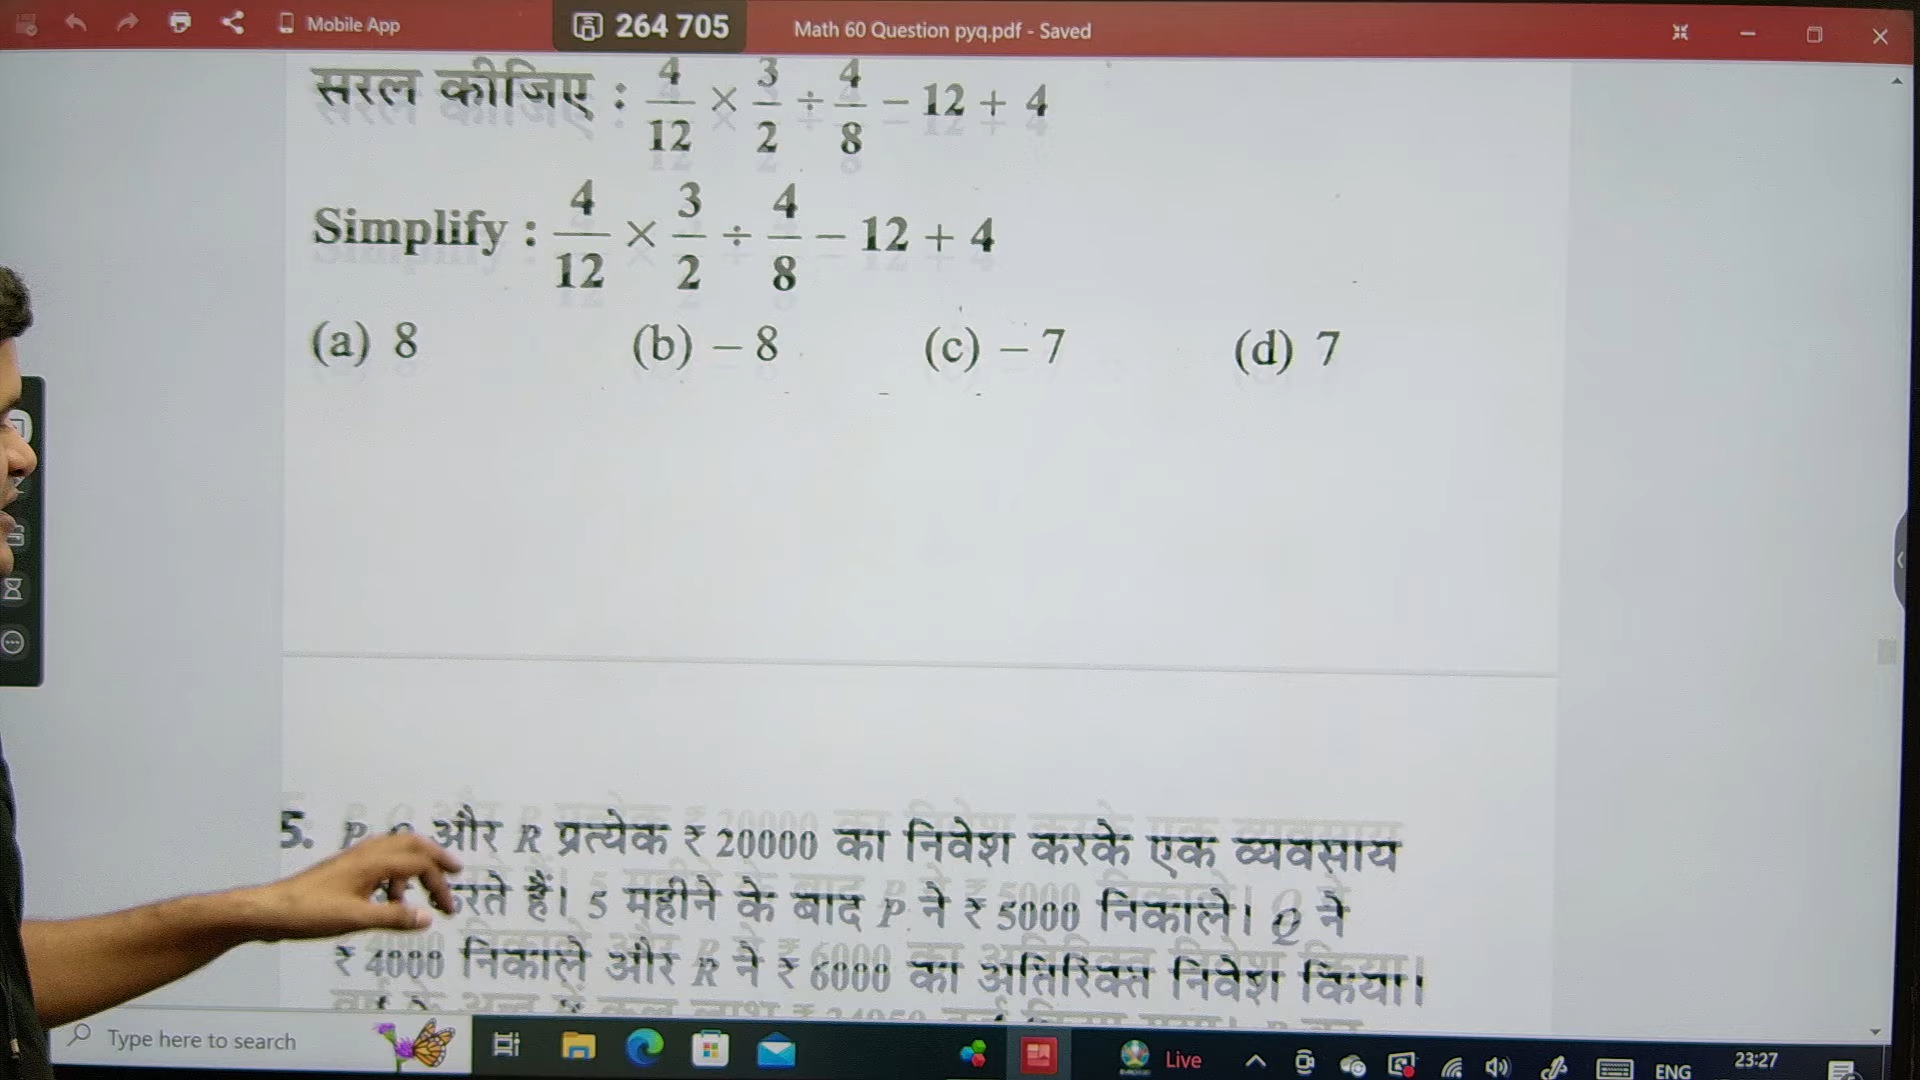 Mobile App
264 705
Math 60 Question pyq.pdf - Saved
सरल कीजिए : 4/12 × 3/2 ÷ 4/8 − 12 + 4
Simplify : 4/12 × 3/2 ÷ 4/8 − 12 + 4
(a) 8 (b) − 8 (c) − 7 (d) 7
5. P और R प्रत्येक ₹ 20000 का निवेश करके एक व्यवसाय
हैं। 5 महीने के बाद P ने ₹ 5000 निकाले। Q ने
₹ 4000 निकाले और R ने ₹ 6000 का अतिरिक्त निवेश किया।
Type here to search
Live
ENG
23:27